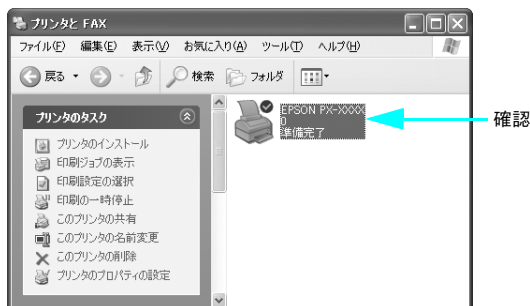 プリンタと FAX
ファイル(F) 編集(E) 表示(V) お気に入り(A) ツール(T) ヘルプ(H)
戻る 検索 フォルダ
プリンタのタスク
プリンタのインストール
印刷ジョブの表示
印刷設定の選択
印刷の一時停止
このプリンタの共有
このプリンタの名前変更
このプリンタの削除
プリンタのプロパティの設定
EPSON PX-XXXX
0
準備完了
確認